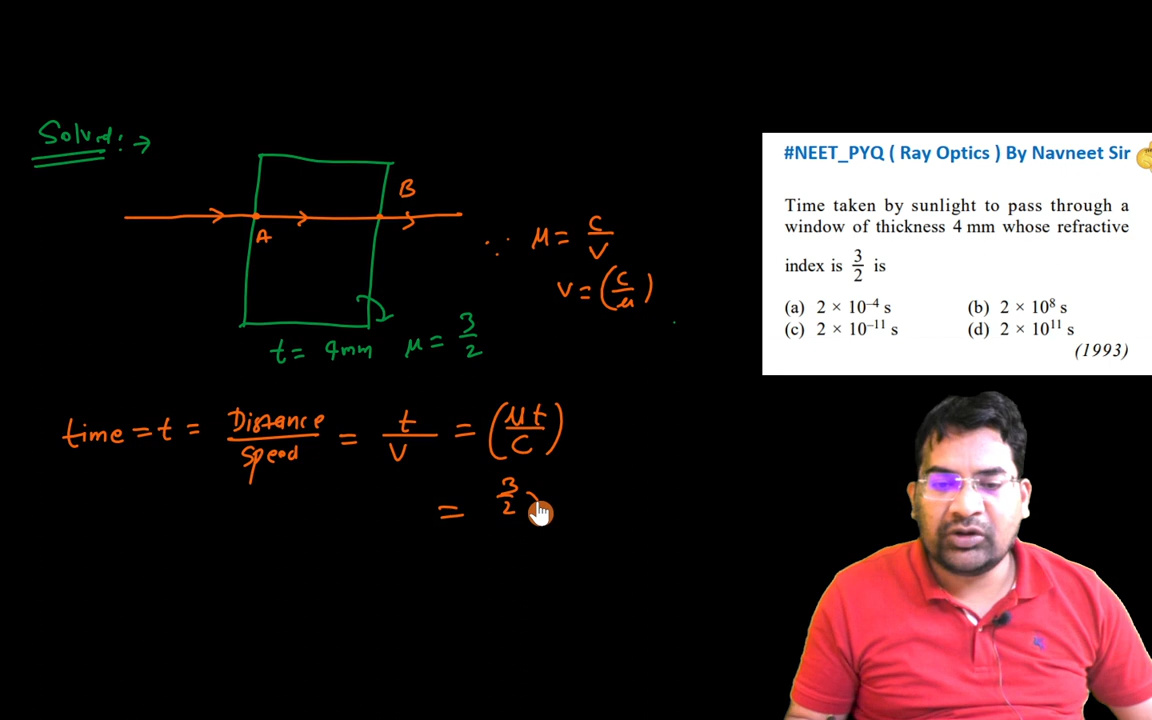 Solved:→
B
A
∵ μ = c/v
v = (c/μ)
t = 4mm μ = 3/2
time = t = Distance/Speed = t/v = (μt/c)
= 3/2
#NEET_PYQ ( Ray Optics ) By Navneet Sir
Time taken by sunlight to pass through a
window of thickness 4 mm whose refractive
index is 3/2 is
(a) 2 × 10⁻⁴ s (b) 2 × 10⁸ s
(c) 2 × 10⁻¹¹ s (d) 2 × 10¹¹ s
(1993)